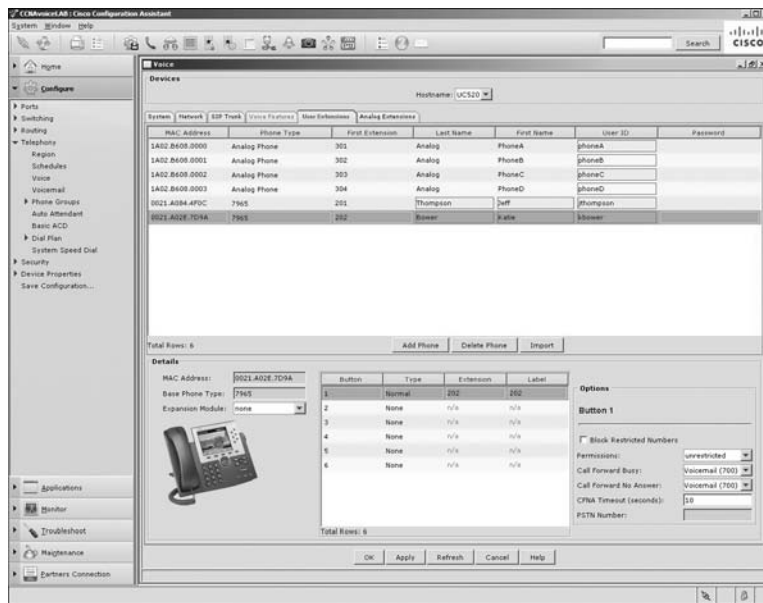 CCNAvoiceLAB : Cisco Configuration Assistant
System Window Help
Search
CISCO
Home
Configure
Ports
Switching
Routing
Telephony
Region
Schedules
Voice
Voicemail
Phone Groups
Auto Attendant
Basic ACD
Dial Plan
System Speed Dial
Security
Device Properties
Save Configuration...
Applications
Monitor
Troubleshoot
Maintenance
Partners Connection
Voice
Devices
Hostname: UC520
System Network SIP Trunk Voice Features User Extensions Analog Extensions
MAC Address Phone Type First Extension Last Name First Name User ID Password
1A02.B608.0000 Analog Phone 301 Analog PhoneA phoneA
1A02.B608.0001 Analog Phone 302 Analog PhoneB phoneB
1A02.B608.0002 Analog Phone 303 Analog PhoneC phoneC
1A02.B608.0003 Analog Phone 304 Analog PhoneD phoneD
0021.A084.4F0C 7965 201 Thompson Jeff jthompson
0021.A02E.7D9A 7965 202 Bower Katie kbower
Total Rows: 6
Add Phone Delete Phone Import
Details
MAC Address: 0021.A02E.7D9A
Base Phone Type: 7965
Expansion Module: none
Button Type Extension Label
1 Normal 202 202
2 None n/a n/a
3 None n/a n/a
4 None n/a n/a
5 None n/a n/a
6 None n/a n/a
Total Rows: 6
Options
Button 1
Block Restricted Numbers
Permissions: unrestricted
Call Forward Busy: Voicemail (700)
Call Forward No Answer: Voicemail (700)
CFNA Timeout (seconds): 10
PSTN Number:
OK Apply Refresh Cancel Help